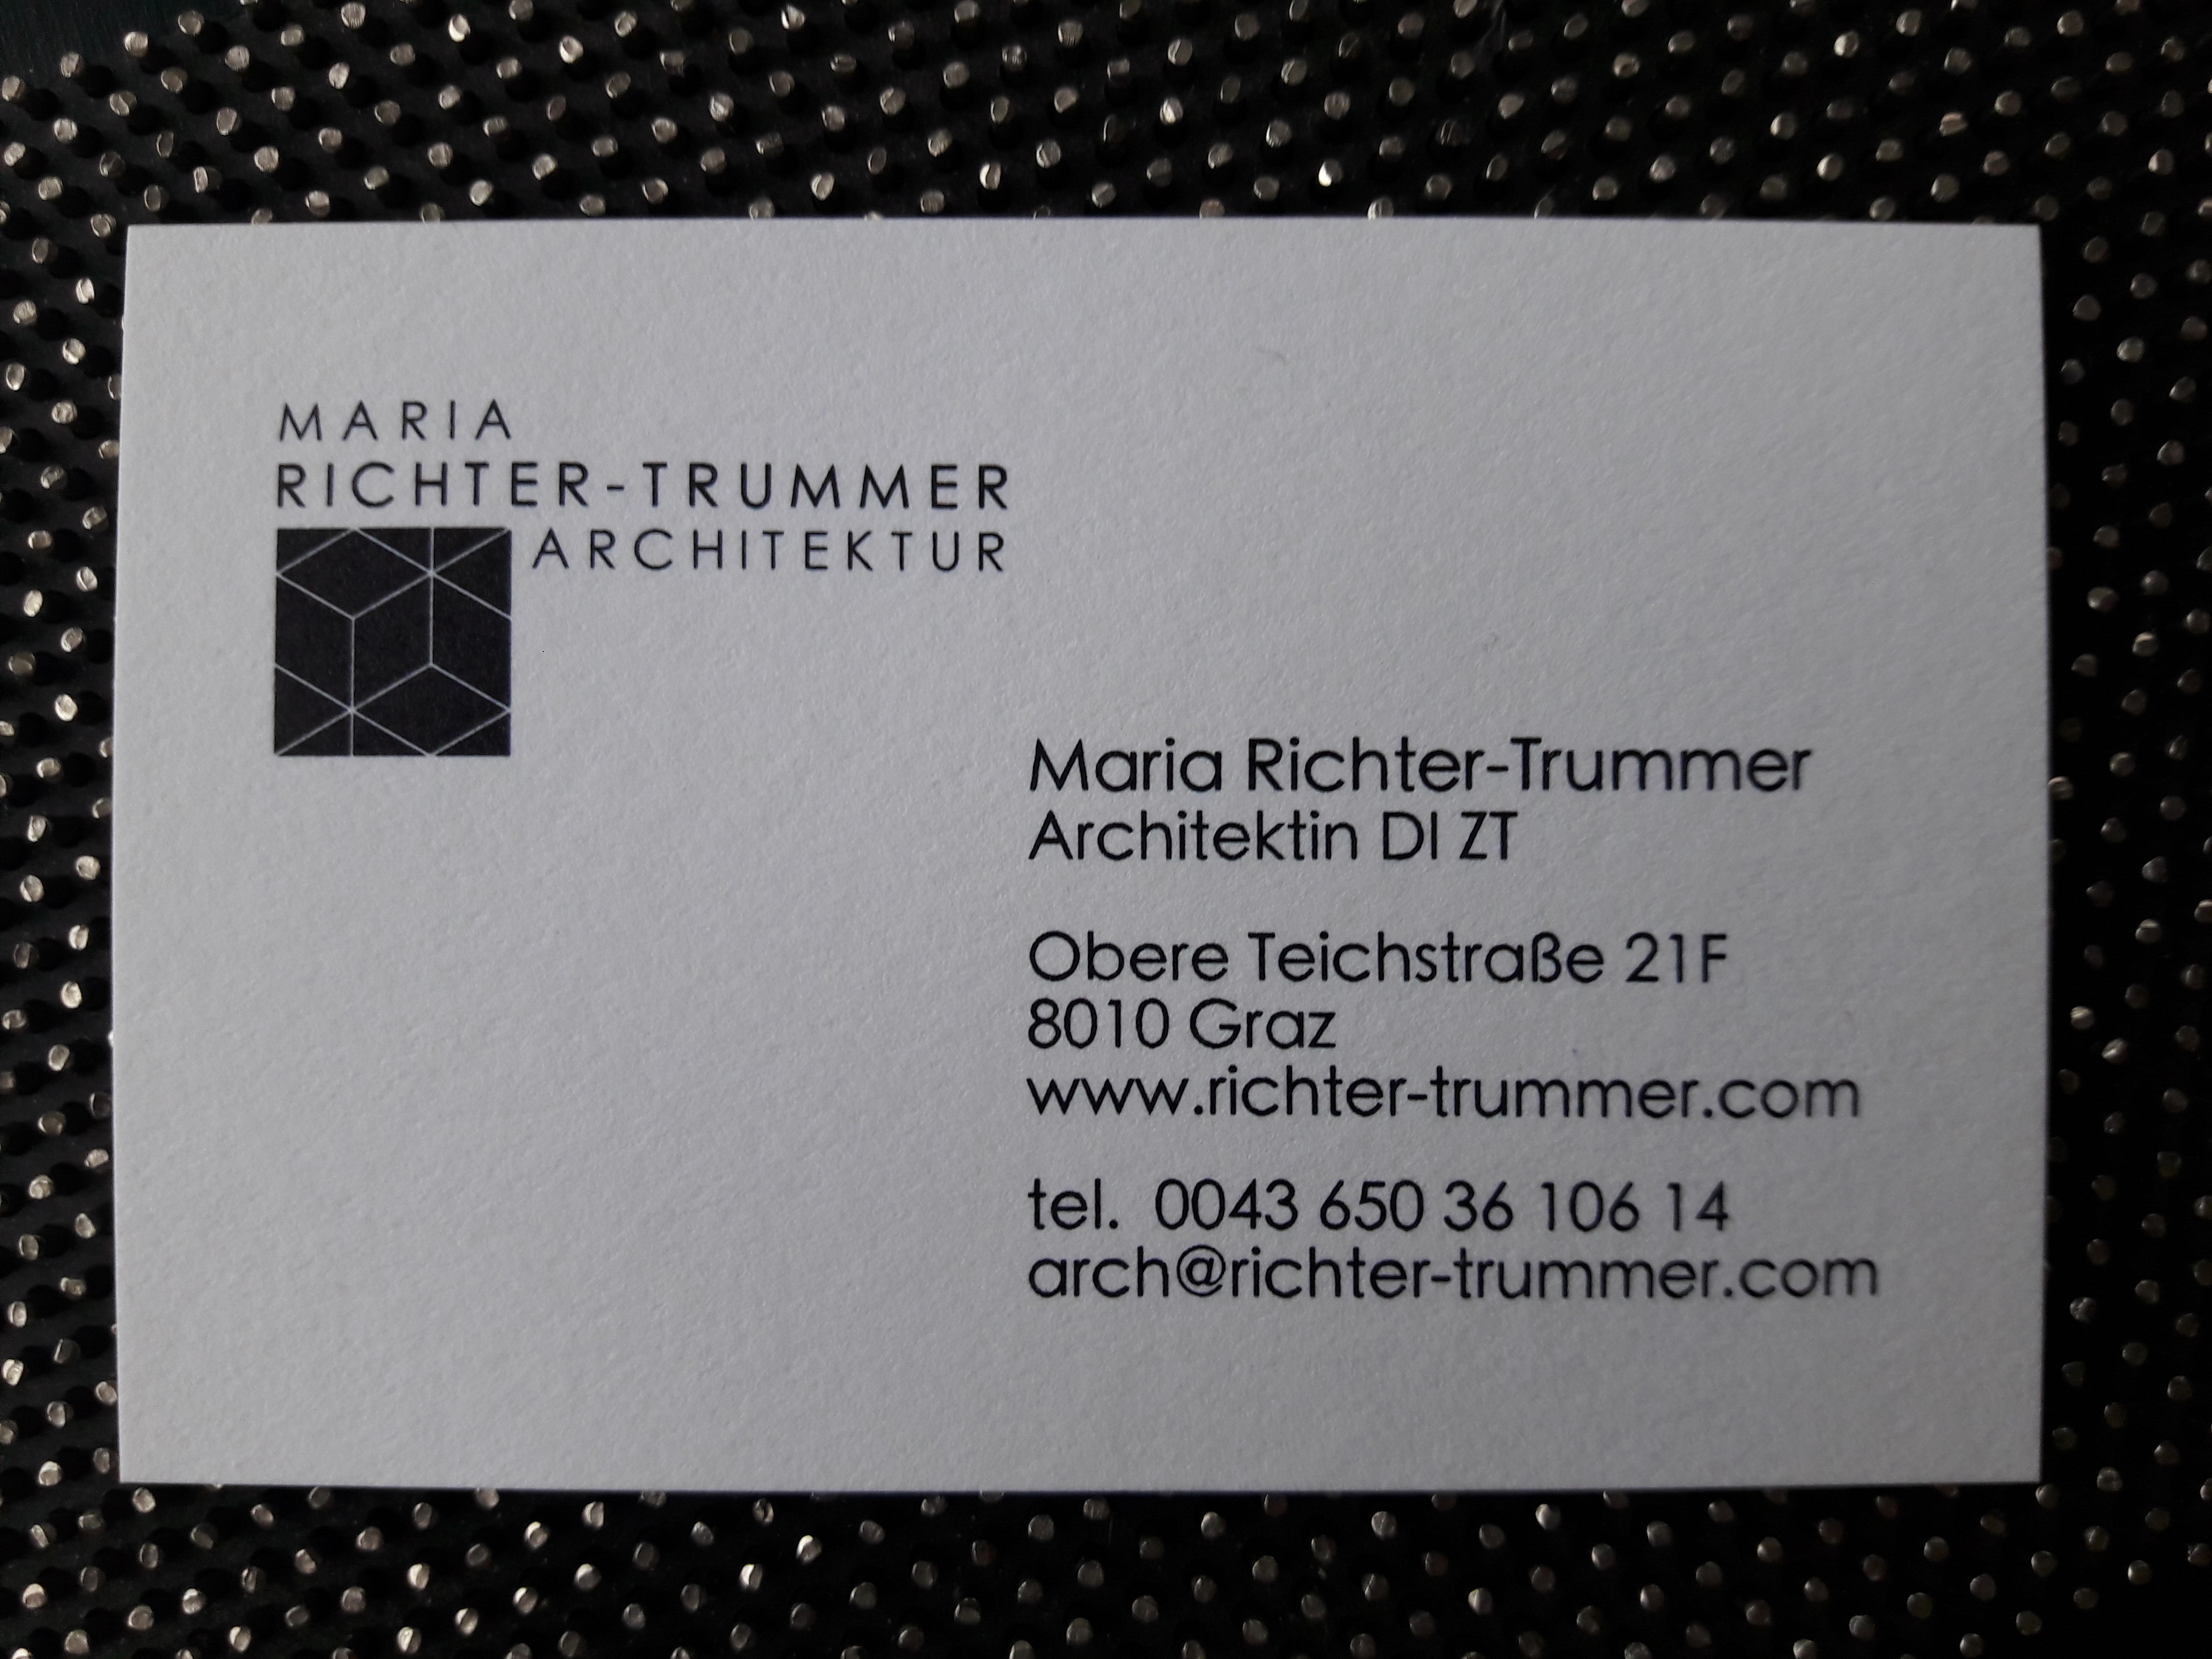 MARIA
RICHTER-TRUMMER
ARCHITEKTUR
Maria Richter-Trummer
Architektin DI ZT
Obere Teichstraße 21F
8010 Graz
www.richter-trummer.com
tel. 0043 650 36 106 14
arch@richter-trummer.com